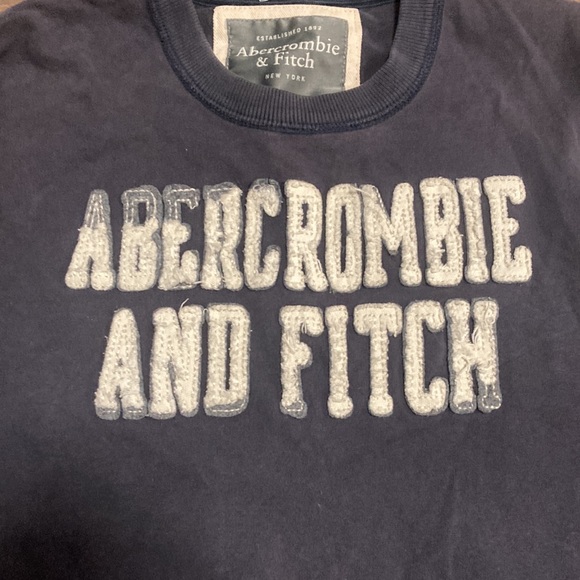 ESTABLISHED 1892
Abercrombie
& Fitch
NEW YORK
ABERCROMBIE
AND FITCH